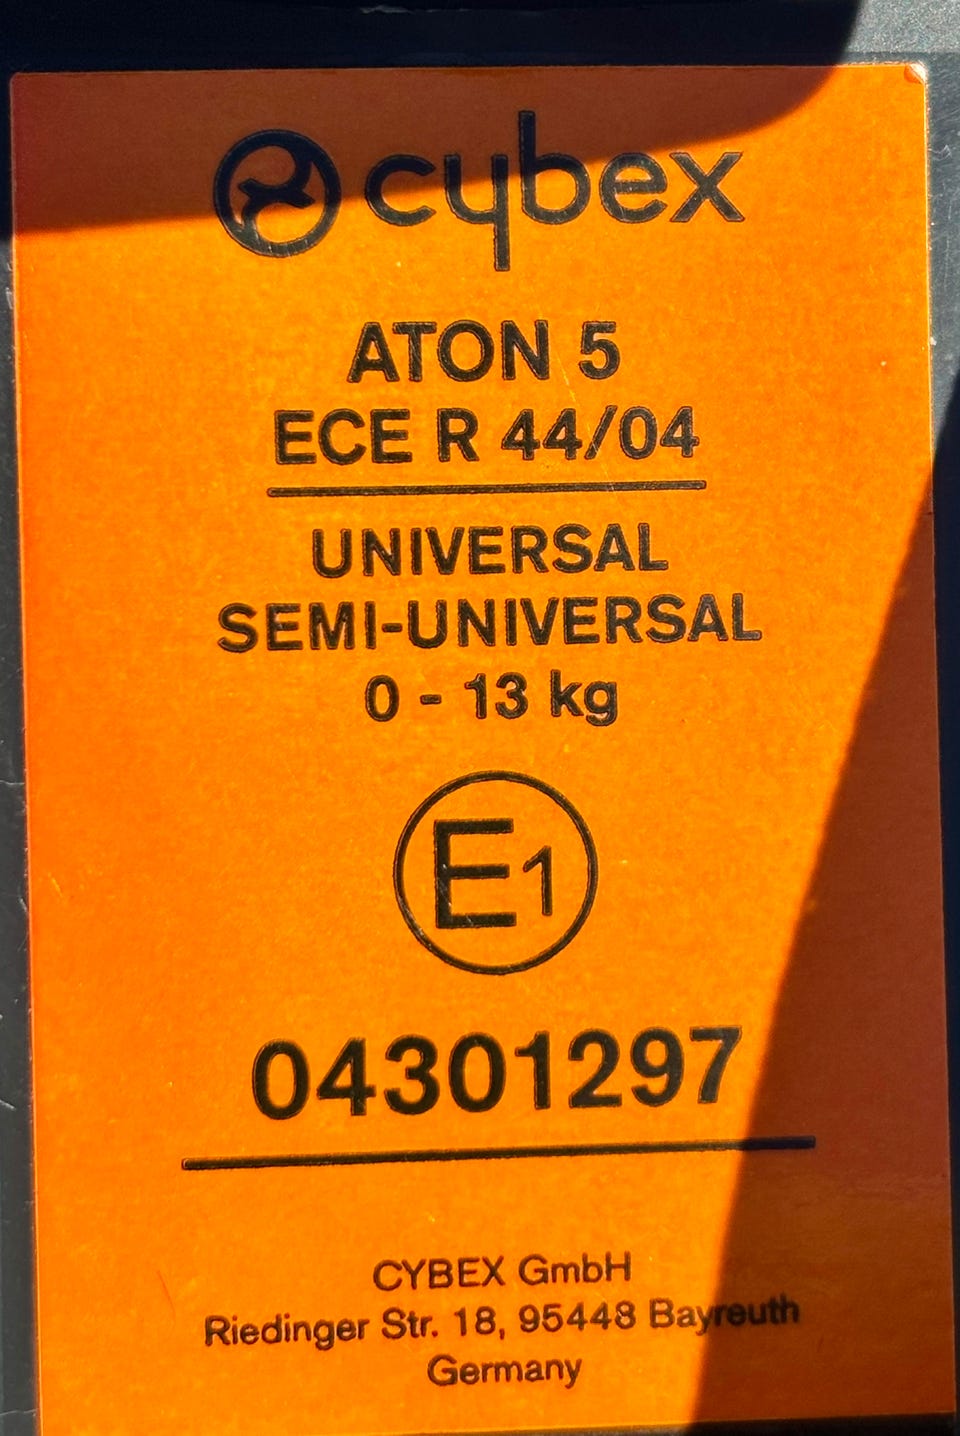 cybex
ATON 5
ECE R 44/04
UNIVERSAL
SEMI-UNIVERSAL
0 - 13 kg
E1
04301297
CYBEX GmbH
Riedinger Str. 18, 95448 Bayreuth
Germany